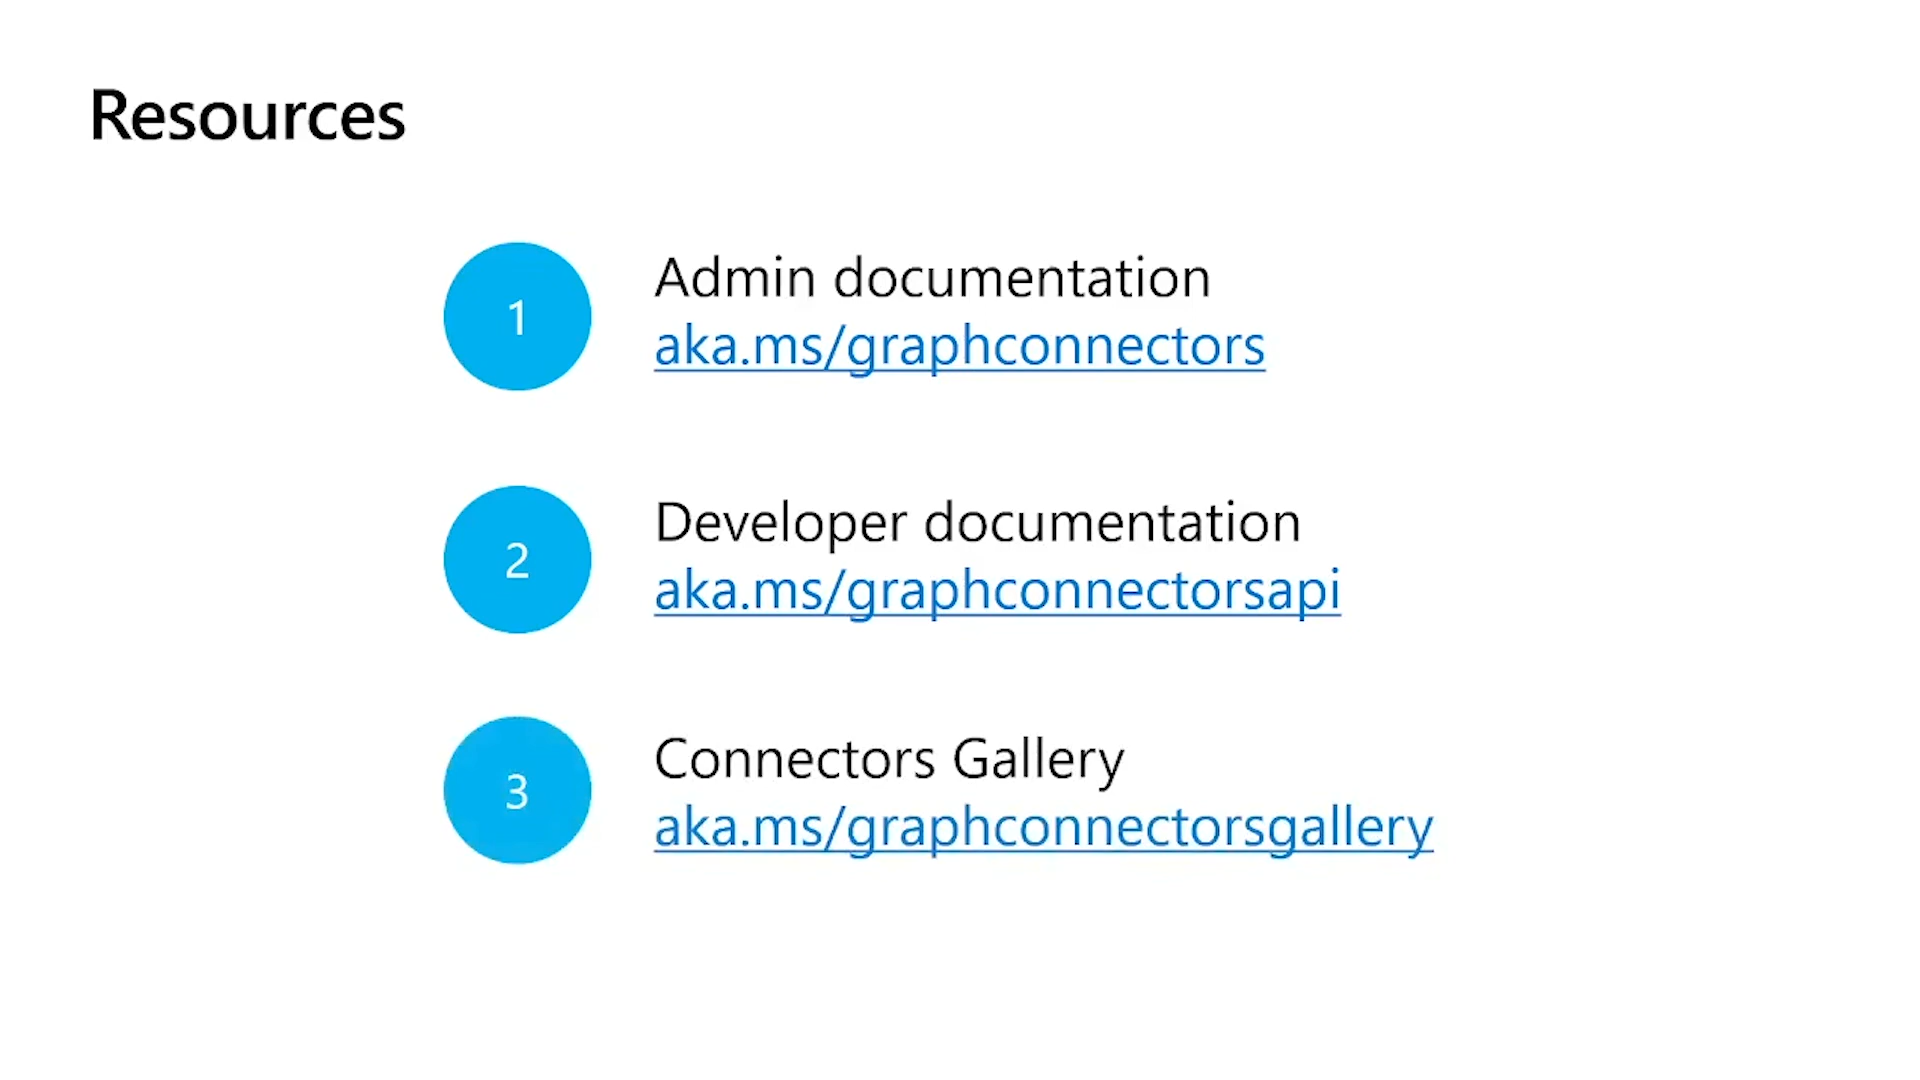 Resources
1
Admin documentation
aka.ms/graphconnectors
2
Developer documentation
aka.ms/graphconnectorsapi
3
Connectors Gallery
aka.ms/graphconnectorsgallery